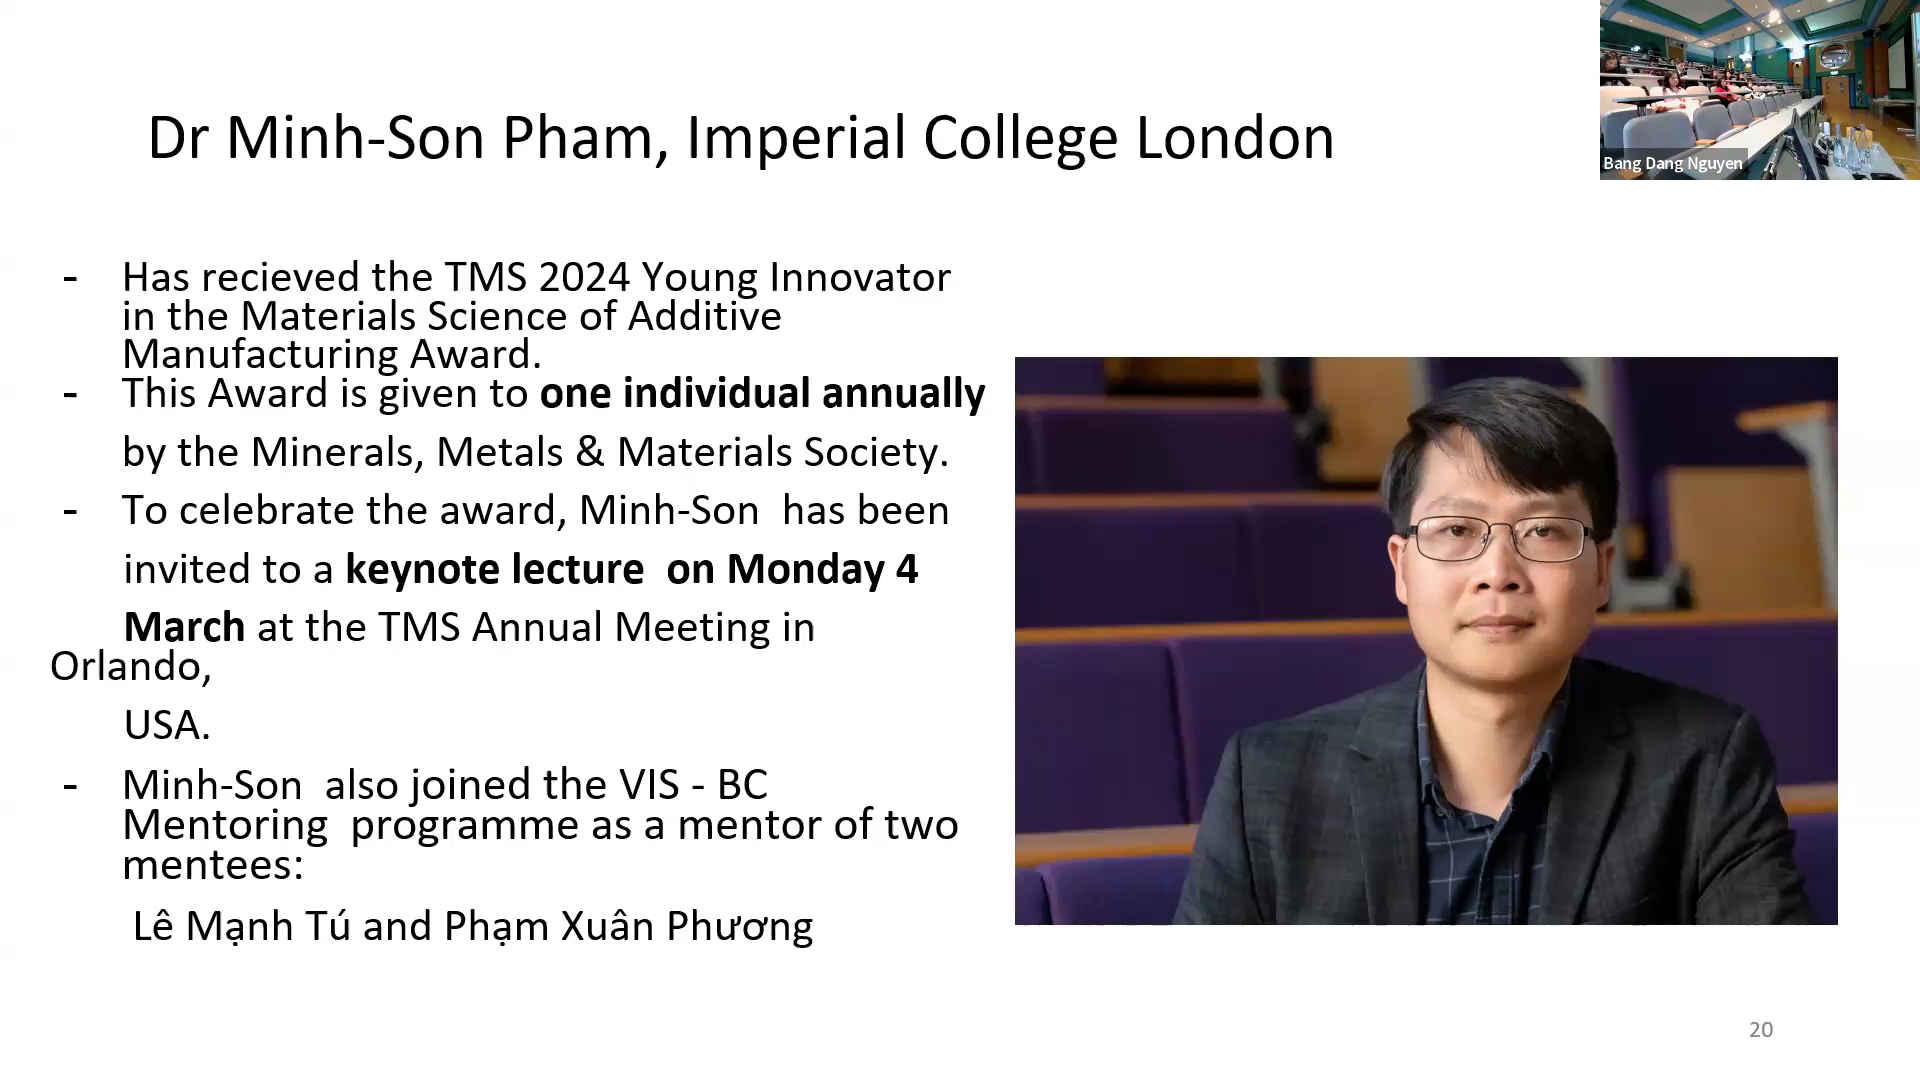 Dr Minh-Son Pham, Imperial College London
Bang Dang Nguyen
- Has recieved the TMS 2024 Young Innovator
in the Materials Science of Additive
Manufacturing Award.
- This Award is given to one individual annually
by the Minerals, Metals & Materials Society.
- To celebrate the award, Minh-Son  has been
invited to a keynote lecture  on Monday 4
March at the TMS Annual Meeting in
Orlando,
USA.
- Minh-Son  also joined the VIS - BC
Mentoring  programme as a mentor of two
mentees:
Lê Mạnh Tú and Phạm Xuân Phương
20